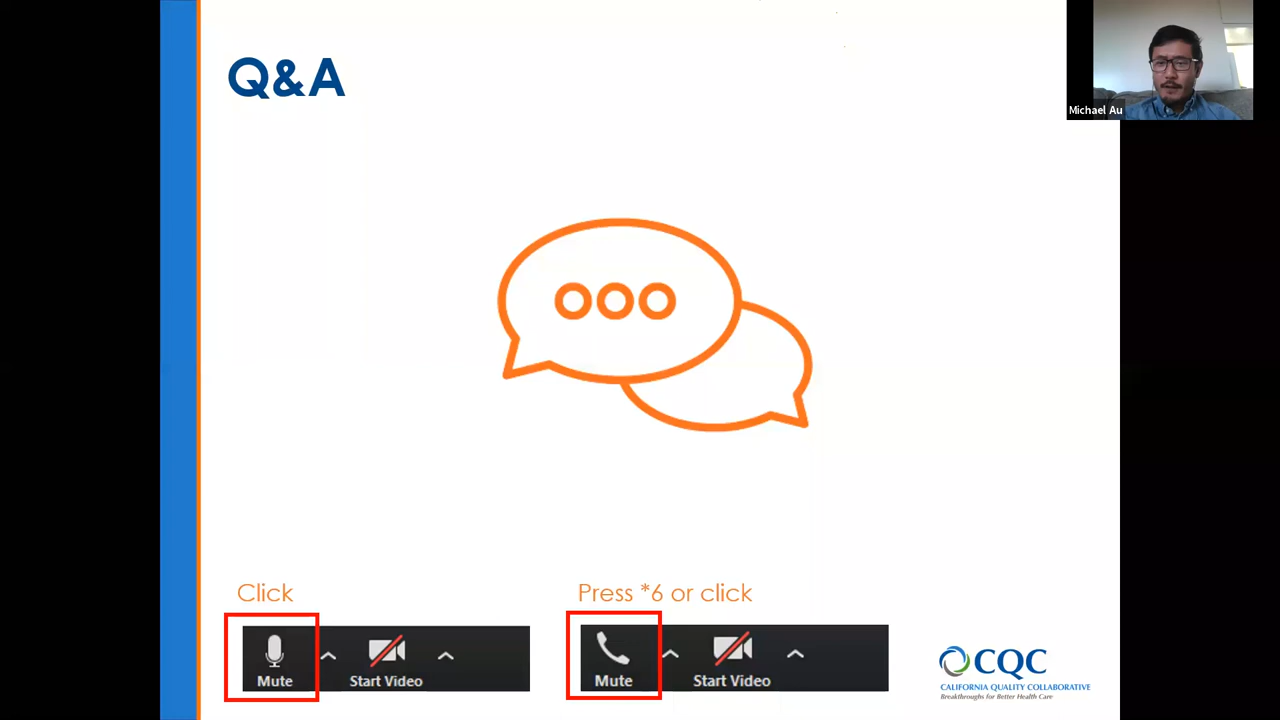 Q&A
Michael Au
Click
Press *6 or click
Mute
Start Video
Mute
Start Video
CQC
CALIFORNIA QUALITY COLLABORATIVE
Breakthroughs for Better Health Care